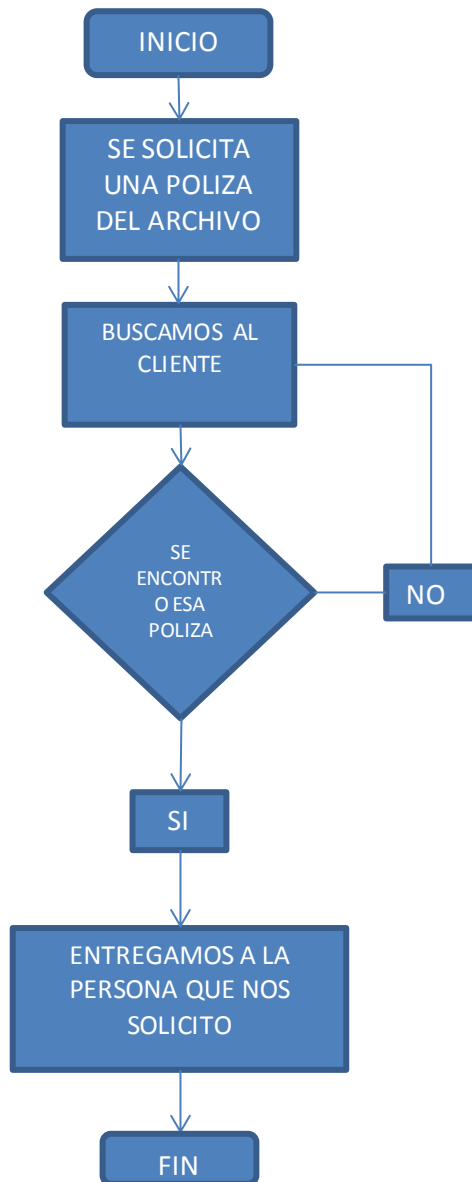 INICIO
SE SOLICITA
UNA POLIZA
DEL ARCHIVO
BUSCAMOS AL
CLIENTE
SE
ENCONTR
O ESA
POLIZA
NO
SI
ENTREGAMOS A LA
PERSONA QUE NOS
SOLICITO
FIN